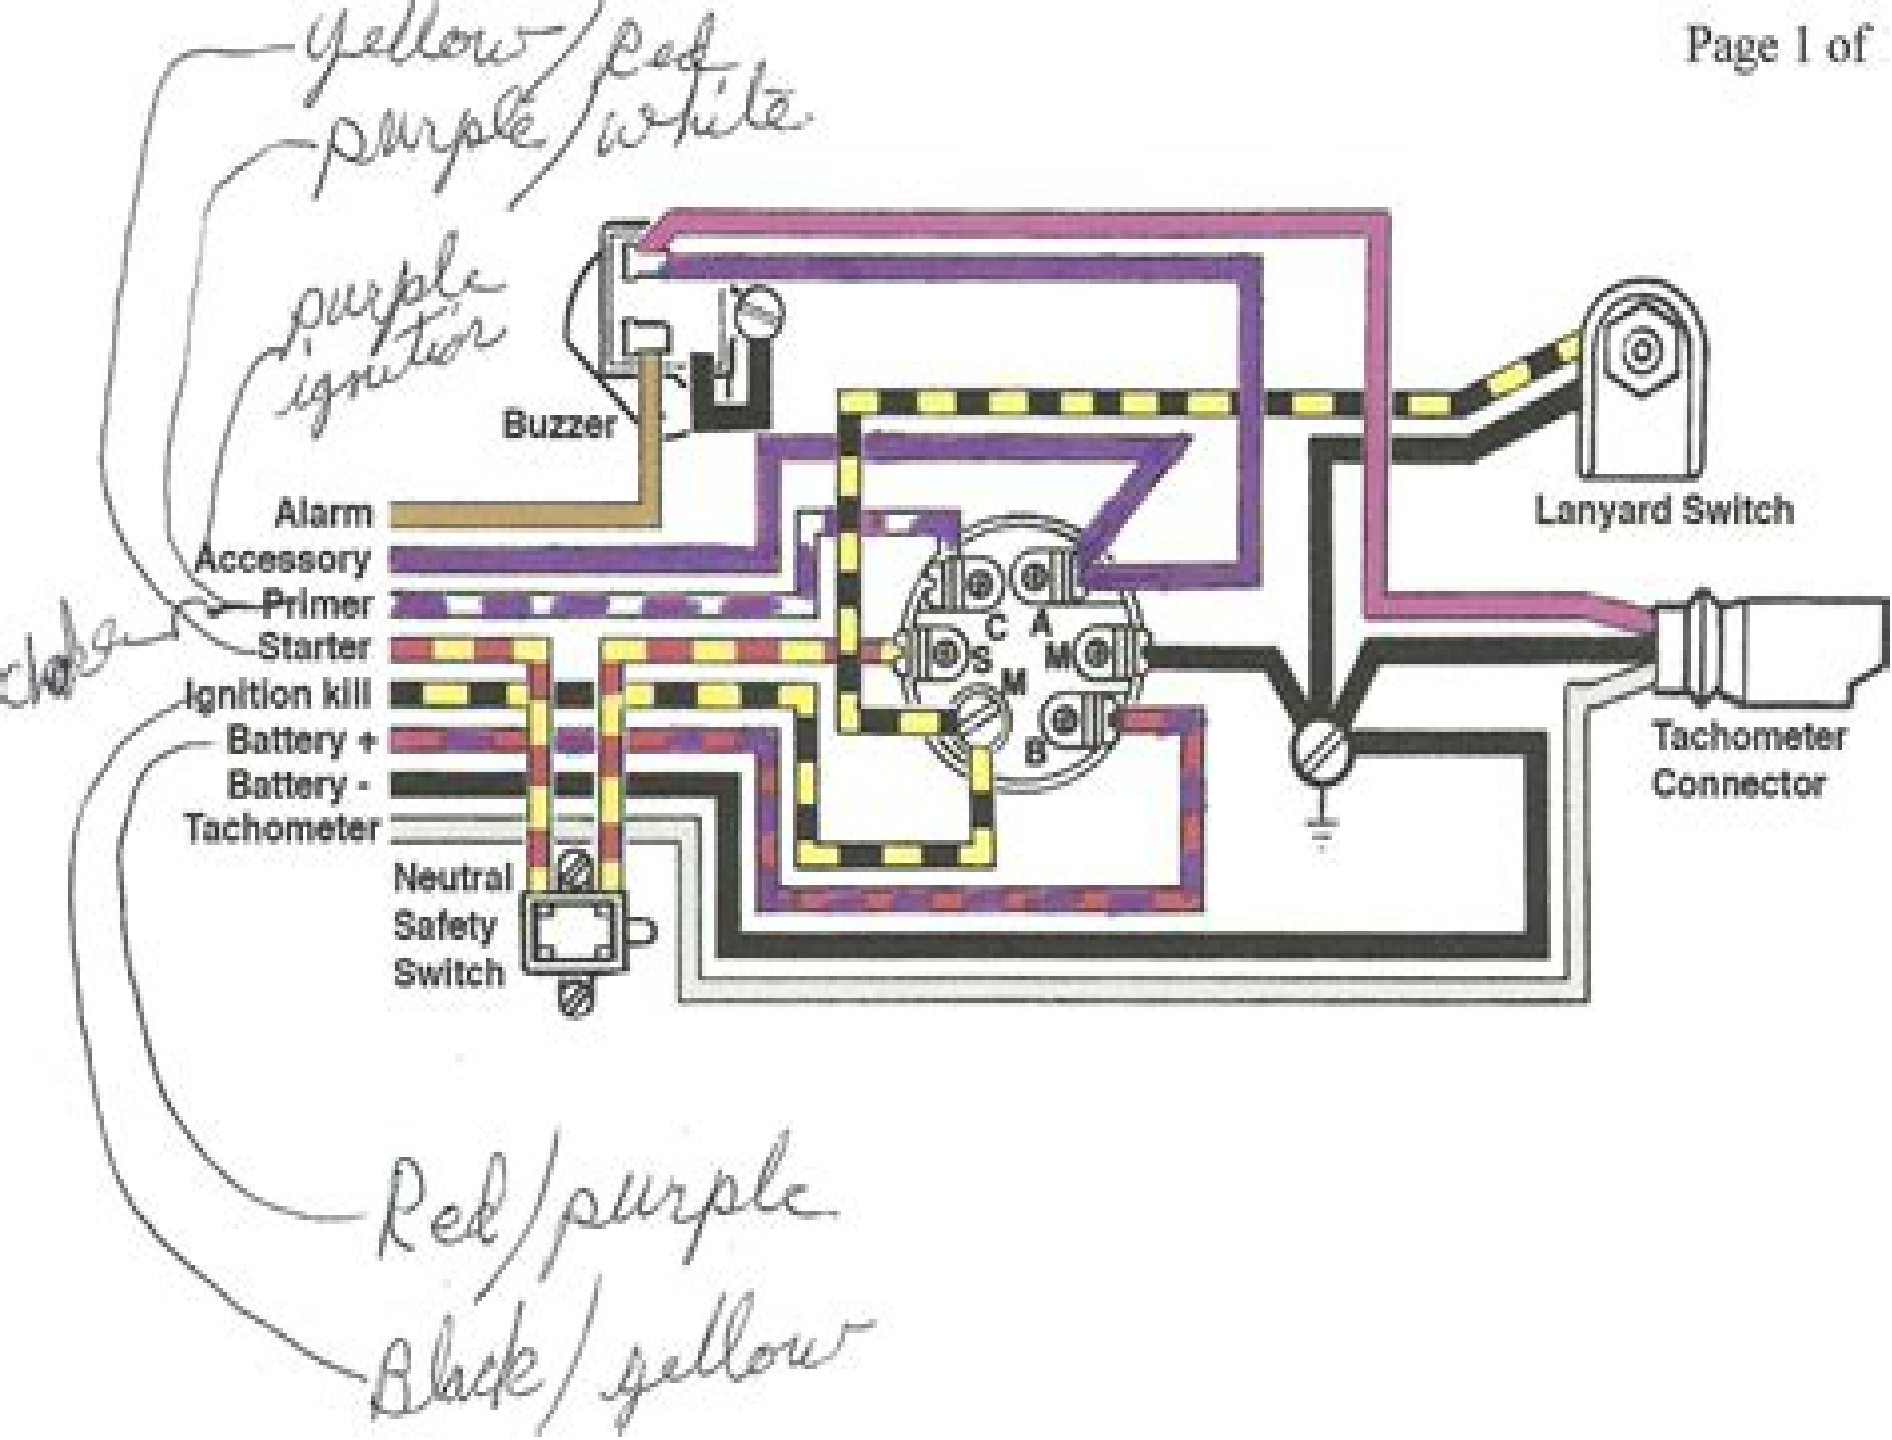 Page 1 of
yellow / Red
purple / white
purple
ignition
Buzzer
Alarm
Accessory
Primer
choke
Starter
Ignition kill
Battery +
Battery -
Tachometer
Neutral
Safety
Switch
C A
S M
M
B
Lanyard Switch
Tachometer
Connector
Red / purple
Black / yellow